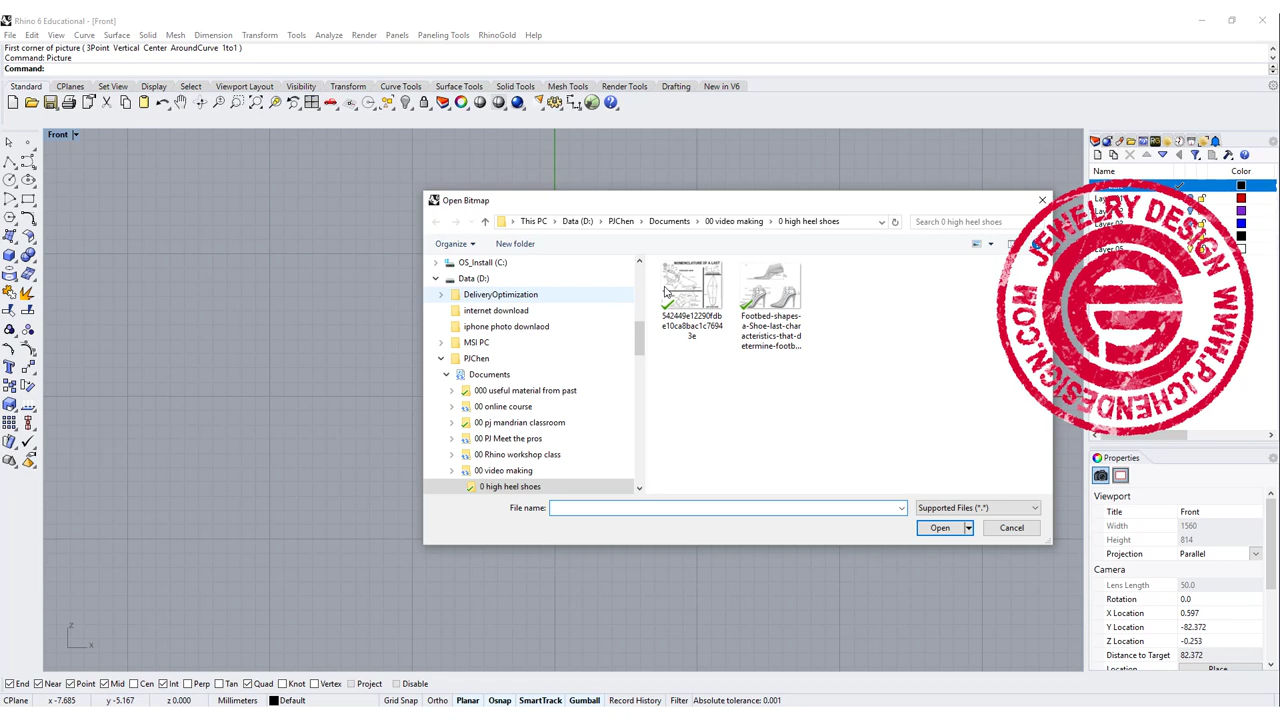 Rhino 6 Educational - [Front]
File Edit View Curve Surface Solid Mesh Dimension Transform Tools Analyze Render Panels Paneling Tools RhinoGold Help
First corner of picture ( 3Point Vertical Center AroundCurve 1to1 )
Command: Picture
Command:
Standard CPlanes Set View Display Select Viewport Layout Visibility Transform Curve Tools Surface Tools Solid Tools Mesh Tools Render Tools Drafting New in V6
Front
Name Color
Open Bitmap
This PC Data (D:) PJChen Documents 00 video making 0 high heel shoes
Search 0 high heel shoes
Organize New folder
OS_Install (C:)
Data (D:)
DeliveryOptimization
internet download
iphone photo downlaod
MSI PC
PJChen
Documents
000 useful material from past
00 online course
00 pj mandrian classroom
00 PJ Meet the pros
00 Rhino workshop class
00 video making
0 high heel shoes
NOMENCLATURE OF A LAST
542449e12290fdb
e10ca8bac1c7694
3e
Footbed-shapes-
a-Shoe-last-char
acteristics-that-d
etermine-footb...
File name:
Supported Files (*.*)
Open Cancel
JEWELRY DESIGN
WWW.PJCHENDESIGN.COM
Properties
Viewport
Title Front
Width 1560
Height 814
Projection Parallel
Camera
Lens Length 50.0
Rotation 0.0
X Location 0.597
Y Location -82.372
Z Location -0.253
Distance to Target 82.372
Location Place
z
x
End Near Point Mid Cen Int Perp Tan Quad Knot Vertex Project Disable
CPlane x -7.685 y -5.167 z 0.000 Millimeters Default Grid Snap Ortho Planar Osnap SmartTrack Gumball Record History Filter Absolute tolerance: 0.001